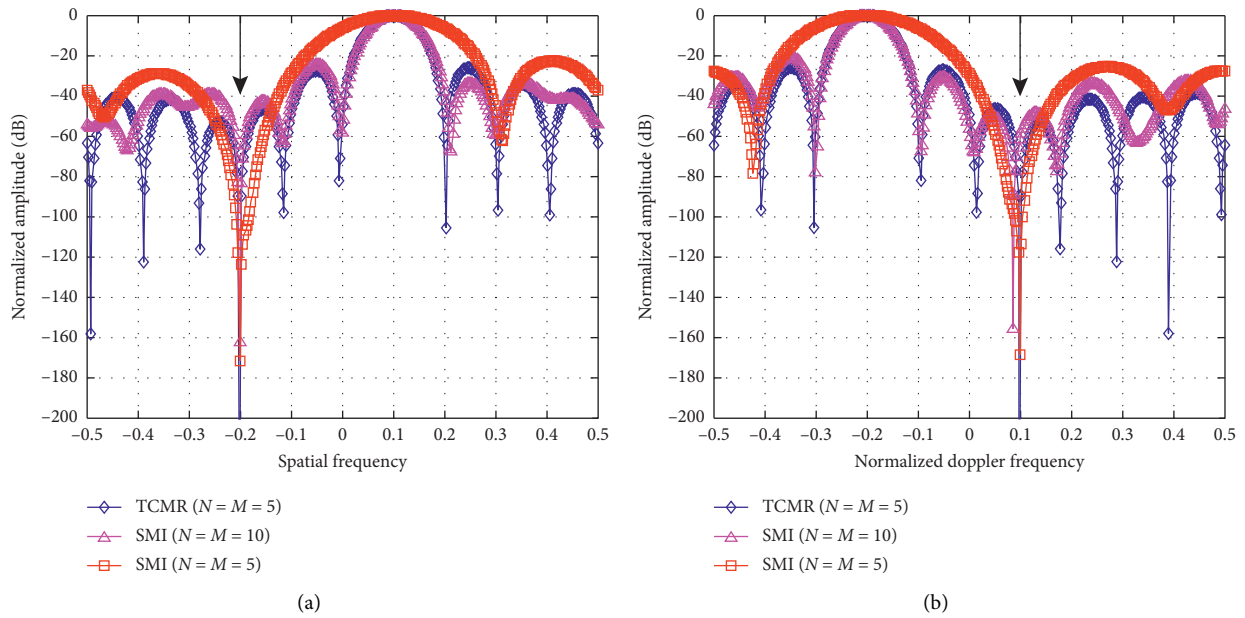 0
−20
−40
−60
−80
−100
−120
−140
−160
−180
−200
Normalized amplitude (dB)
−0.5 −0.4 −0.3 −0.2 −0.1 0 0.1 0.2 0.3 0.4 0.5
Spatial frequency
TCMR (N = M = 5)
SMI (N = M = 10)
SMI (N = M = 5)
(a)
0
−20
−40
−60
−80
−100
−120
−140
−160
−180
−200
Normalized amplitude (dB)
−0.5 −0.4 −0.3 −0.2 −0.1 0 0.1 0.2 0.3 0.4 0.5
Normalized doppler frequency
TCMR (N = M = 5)
SMI (N = M = 10)
SMI (N = M = 5)
(b)